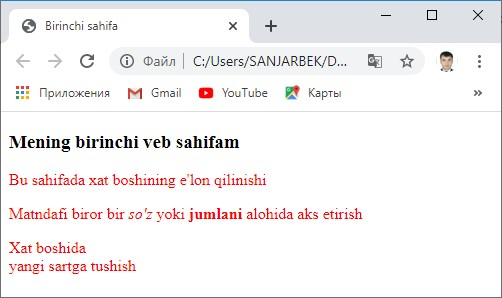 Birinchi sahifa
Файл C:/Users/SANJARBEK/D...
Приложения Gmail YouTube Карты
Mening birinchi veb sahifam
Bu sahifada xat boshining e'lon qilinishi
Matndafi biror bir so'z yoki jumlani alohida aks etirish
Xat boshida
yangi sartga tushish